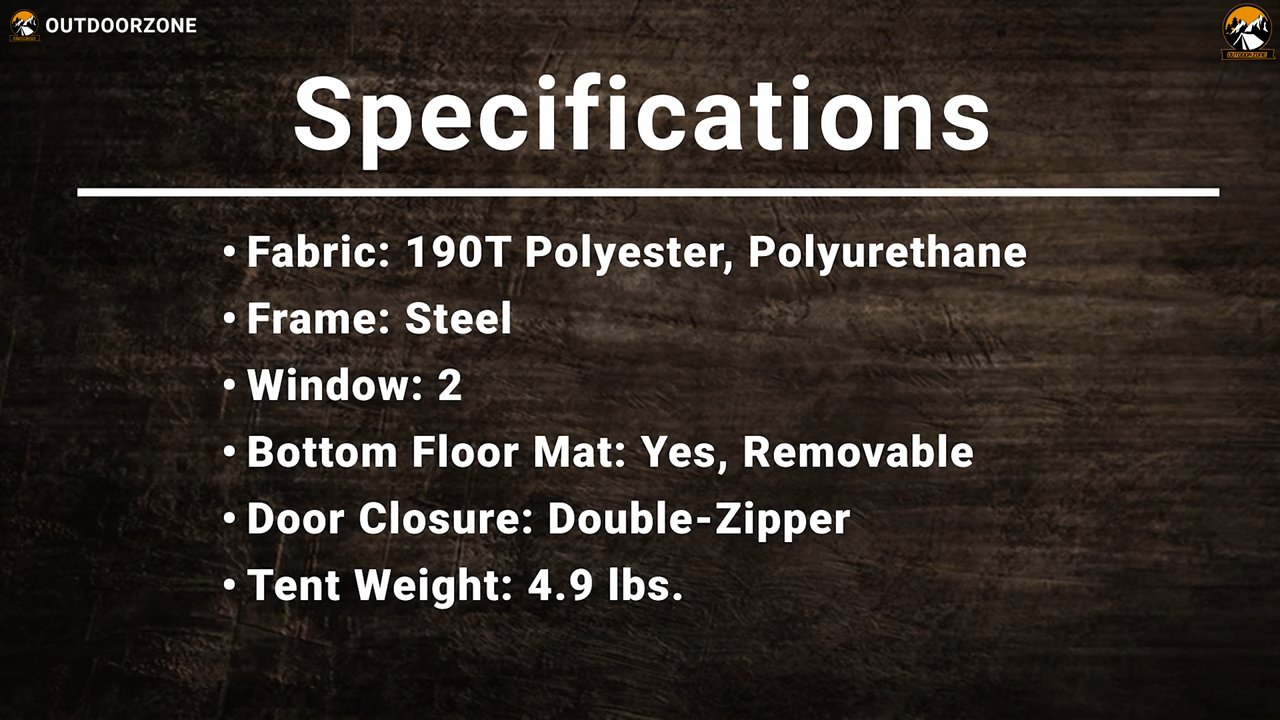 OUTDOORZONE
Specifications
• Fabric: 190T Polyester, Polyurethane
• Frame: Steel
• Window: 2
• Bottom Floor Mat: Yes, Removable
• Door Closure: Double-Zipper
• Tent Weight: 4.9 lbs.
OUTDOORZONE